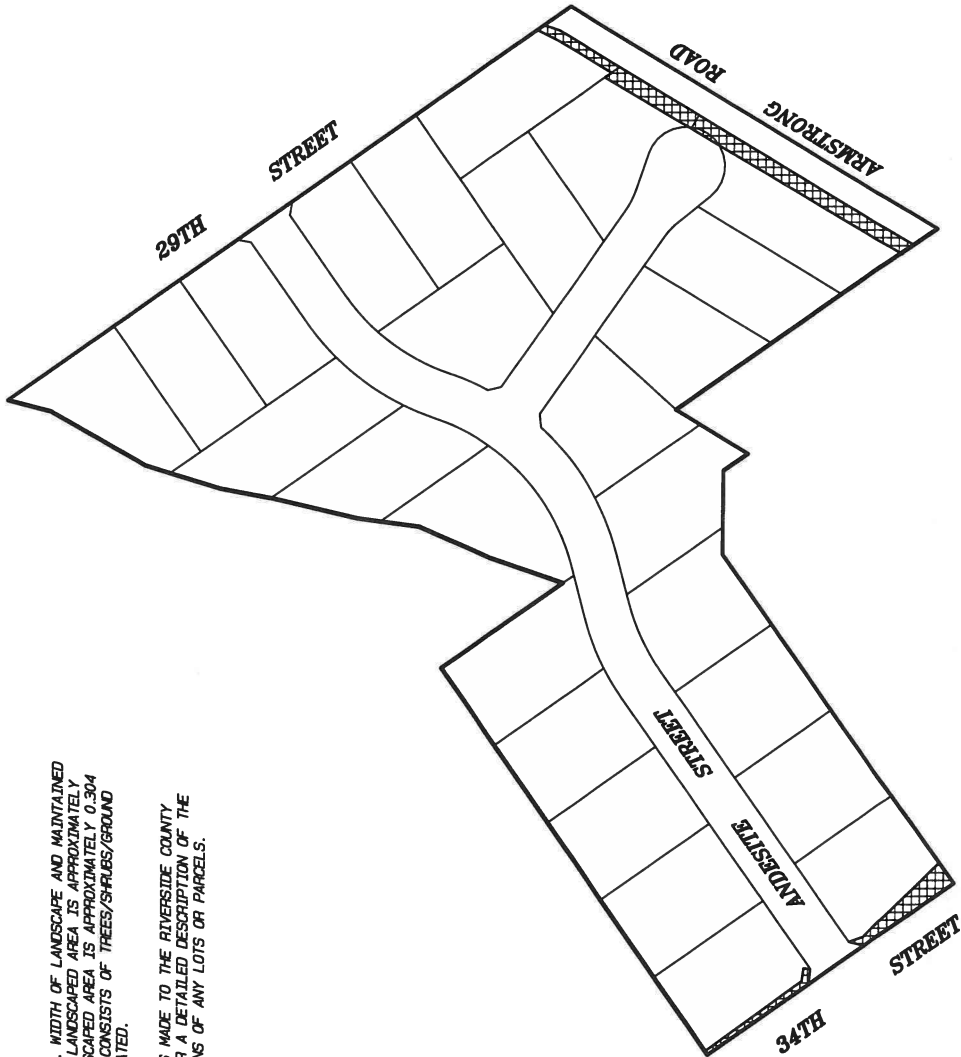 ROAD
ARMSTRONG
STREET
29TH
STREET
ANDESITE
STREET
34TH
. WIDTH OF LANDSCAPE AND MAINTAINED
LANDSCAPED AREA IS APPROXIMATELY
SCAPED AREA IS APPROXIMATELY 0.304
CONSISTS OF TREES/SHRUBS/GROUND
ATED.
S MADE TO THE RIVERSIDE COUNTY
R A DETAILED DESCRIPTION OF THE
NS OF ANY LOTS OR PARCELS.